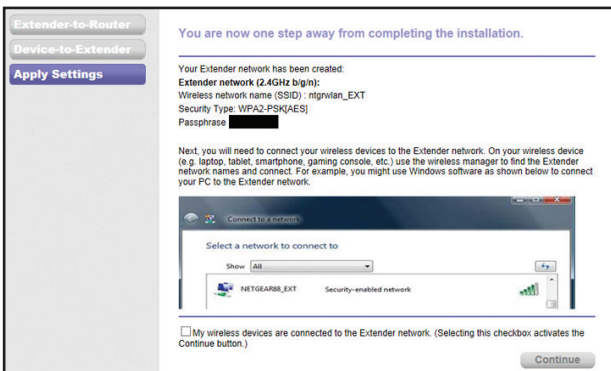 Extender-to-Router
Device-to-Extender
Apply Settings
You are now one step away from completing the installation.
Your Extender network has been created:
Extender network (2.4GHz b/g/n):
Wireless network name (SSID) : ntgrwlan_EXT
Security Type: WPA2-PSK[AES]
Passphrase
Next, you will need to connect your wireless devices to the Extender network. On your wireless device
(e.g. laptop, tablet, smartphone, gaming console, etc.) use the wireless manager to find the Extender
network names and connect. For example, you might use Windows software as shown below to connect
your PC to the Extender network.
Connect to a network
Select a network to connect to
Show All
NETGEAR88_EXT Security-enabled network
My wireless devices are connected to the Extender network. (Selecting this checkbox activates the
Continue button.)
Continue